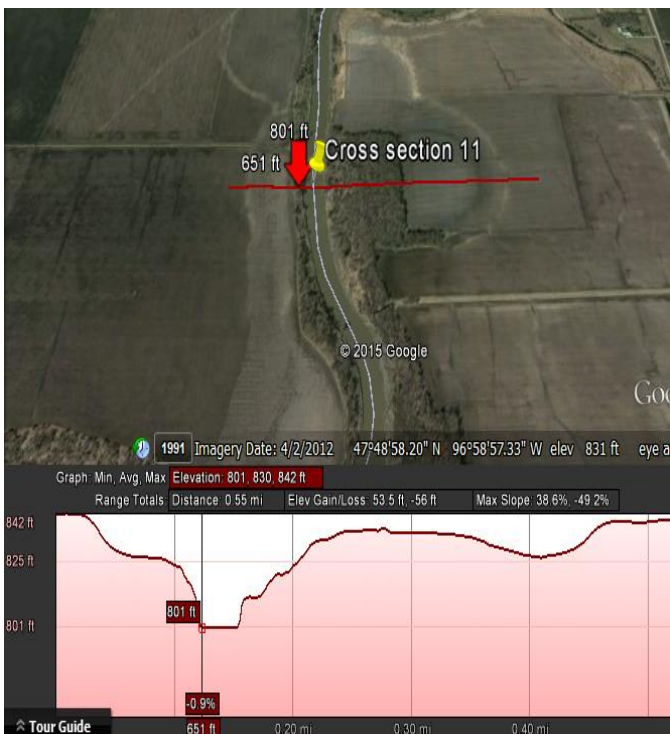 801 ft
651 ft
Cross section 11
© 2015 Google
Goo
1991 Imagery Date: 4/2/2012 47°48'58.20" N 96°58'57.33" W elev 831 ft eye a
Graph: Min, Avg, Max Elevation: 801, 830, 842 ft
Range Totals: Distance: 0.55 mi Elev Gain/Loss: 53.5 ft, -56 ft Max Slope: 38.6%, -49.2%
842 ft
825 ft
801 ft
801 ft
-0.9%
Tour Guide 651 ft 0.20 mi 0.30 mi 0.40 mi